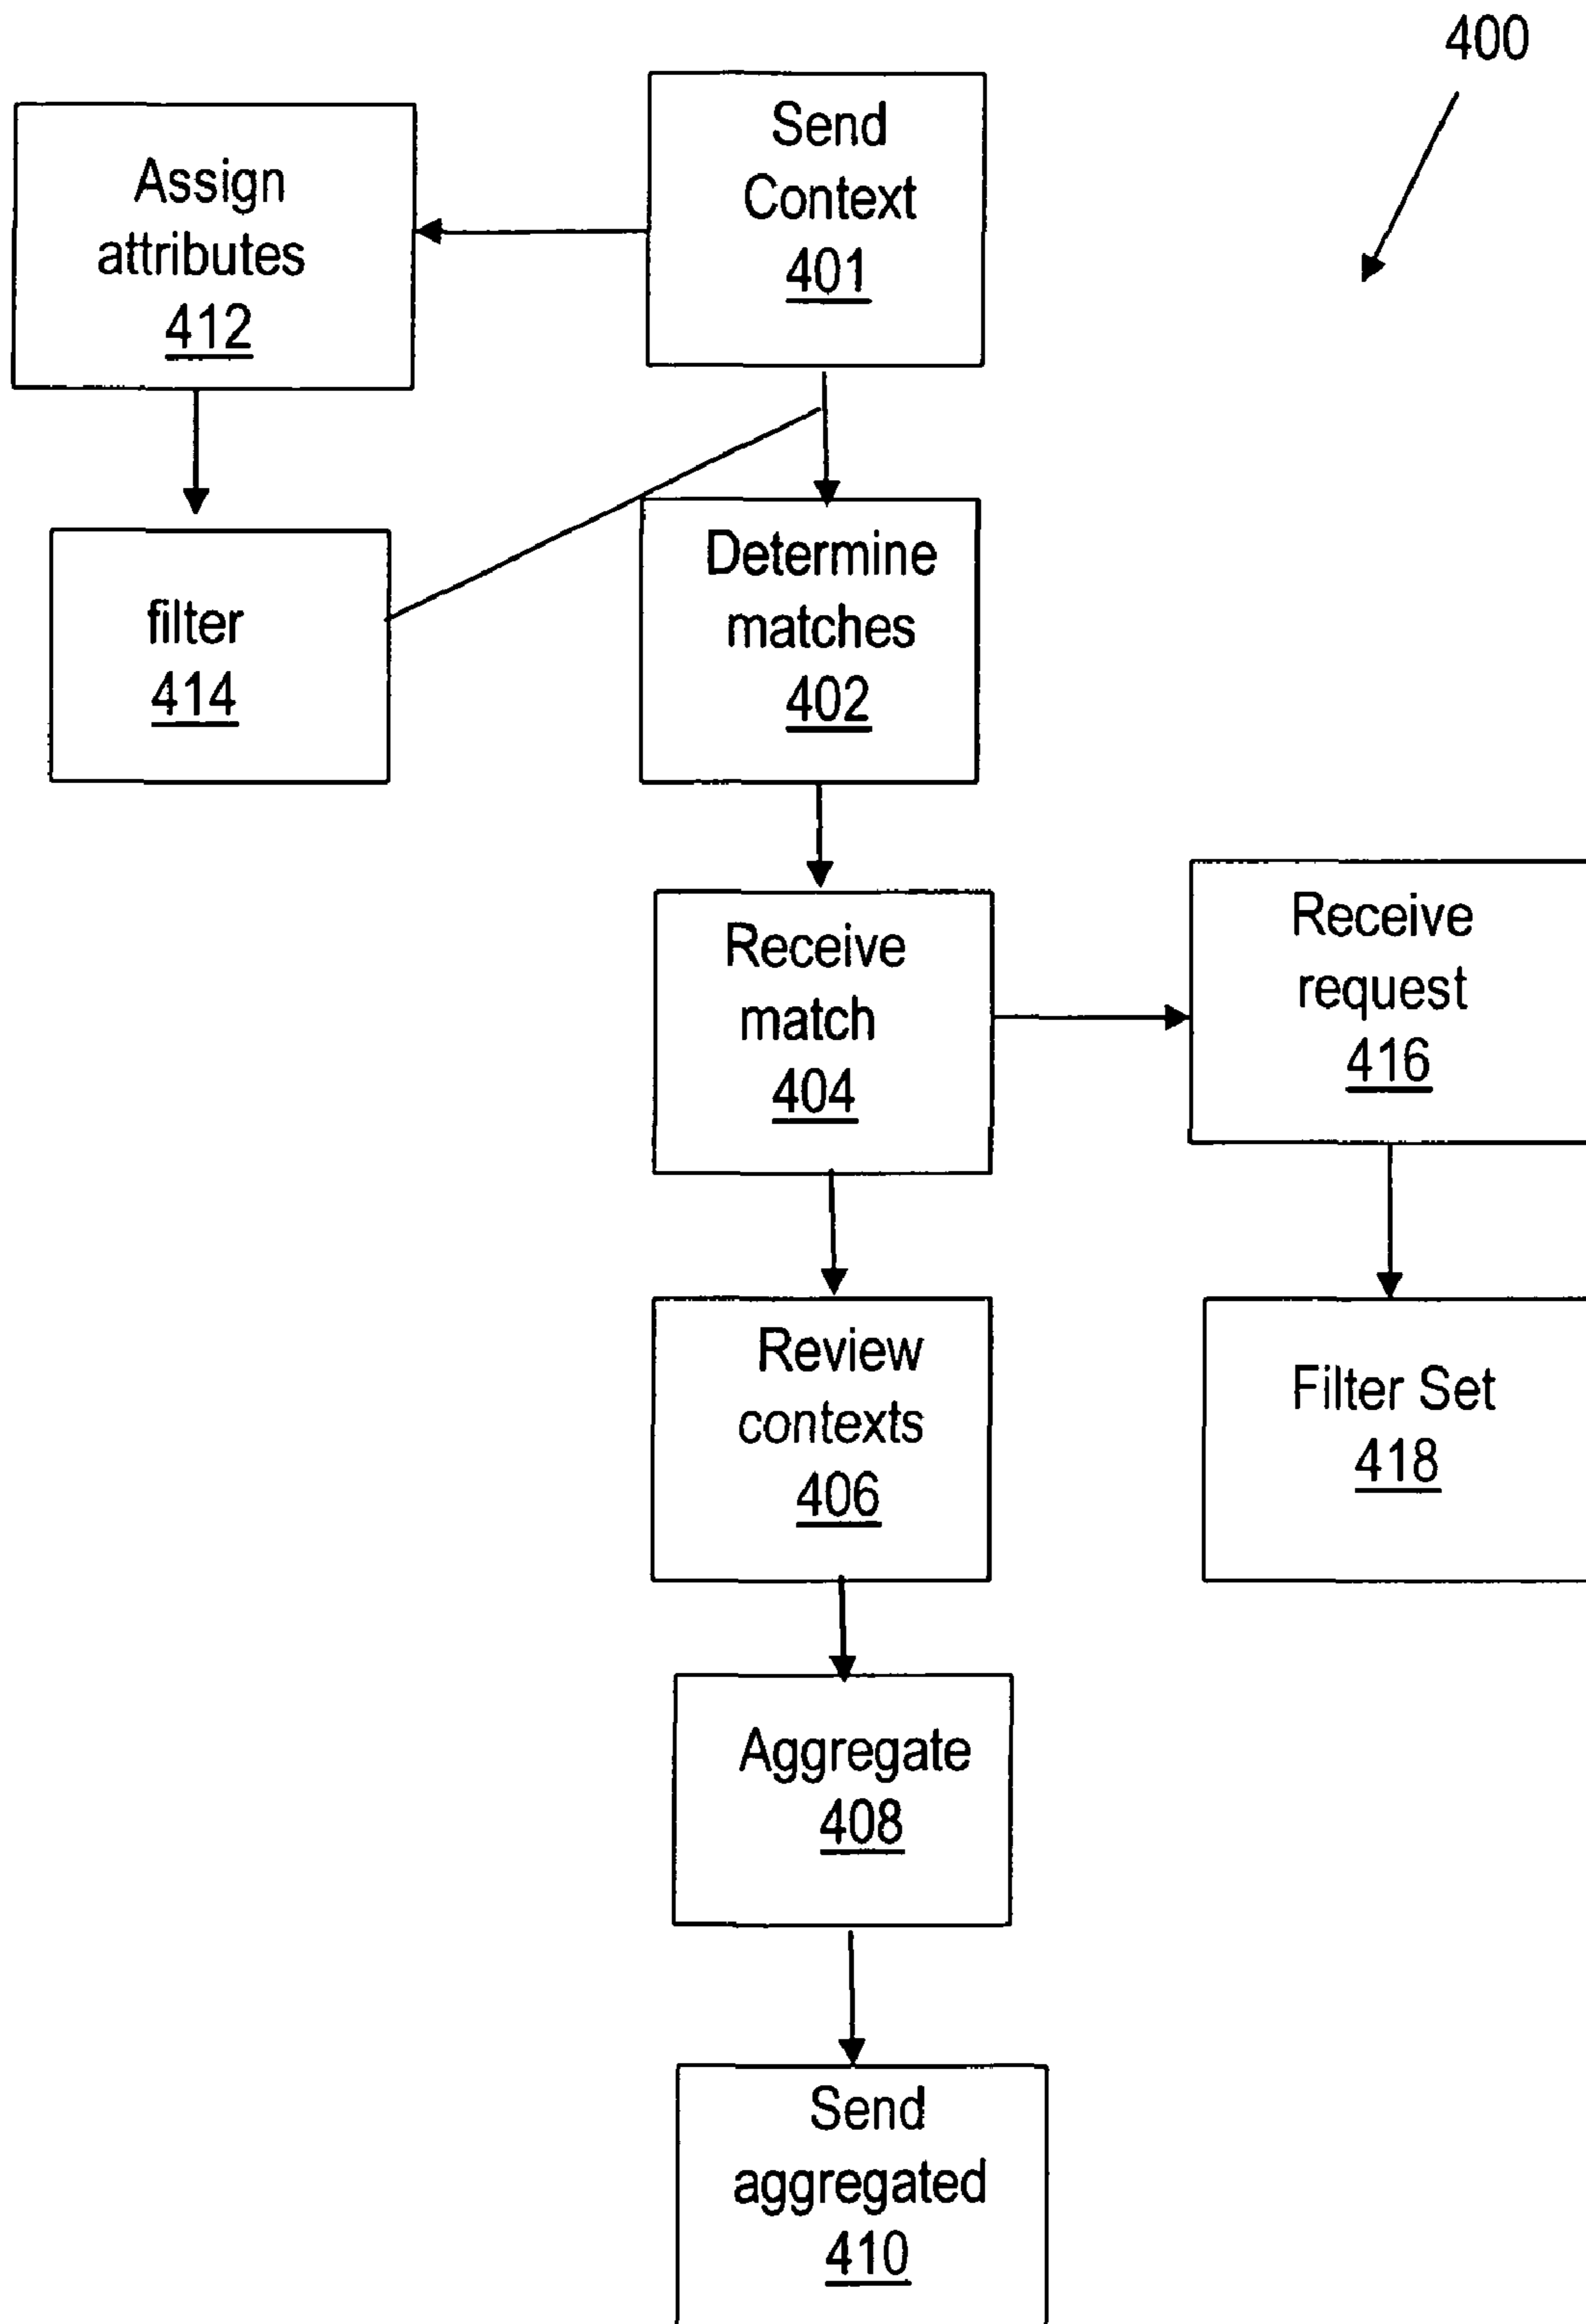 400
Send
Context
401
Assign
attributes
412
filter
414
Determine
matches
402
Receive
match
404
Receive
request
416
Review
contexts
406
Filter Set
418
Aggregate
408
Send
aggregated
410